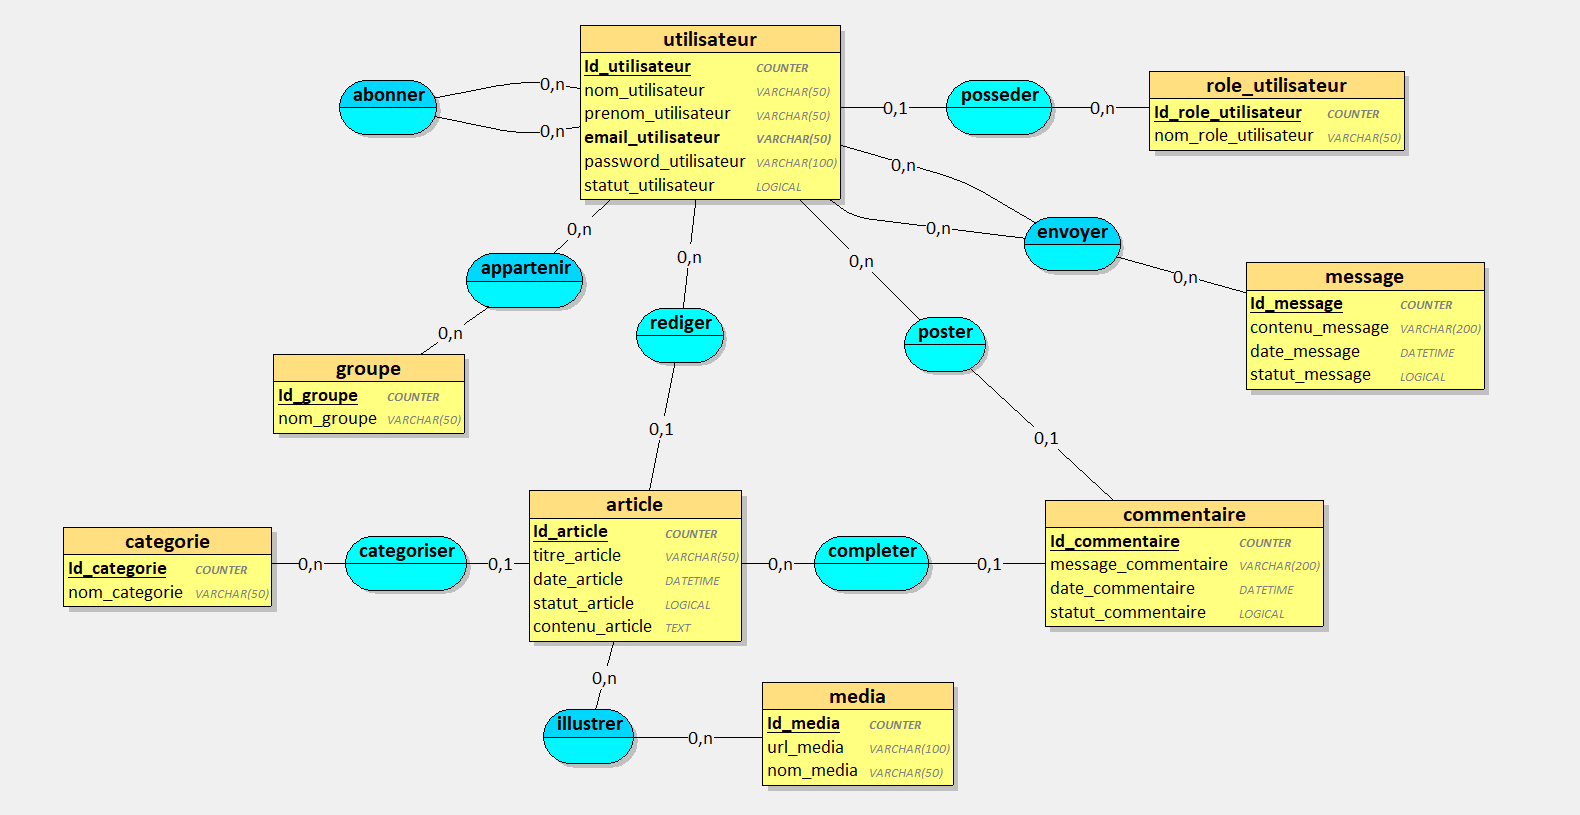 utilisateur
Id_utilisateur COUNTER
nom_utilisateur VARCHAR(50)
prenom_utilisateur VARCHAR(50)
email_utilisateur VARCHAR(50)
password_utilisateur VARCHAR(100)
statut_utilisateur LOGICAL
abonner
0,n
0,n
0,1
posseder
0,n
role_utilisateur
Id_role_utilisateur COUNTER
nom_role_utilisateur VARCHAR(50)
0,n
0,n
envoyer
0,n
message
Id_message COUNTER
contenu_message VARCHAR(200)
date_message DATETIME
statut_message LOGICAL
0,n
appartenir
0,n
groupe
Id_groupe COUNTER
nom_groupe VARCHAR(50)
0,n
rediger
0,1
0,n
poster
0,1
categorie
Id_categorie COUNTER
nom_categorie VARCHAR(50)
0,n
categoriser
0,1
article
Id_article COUNTER
titre_article VARCHAR(50)
date_article DATETIME
statut_article LOGICAL
contenu_article TEXT
0,n
completer
0,1
commentaire
Id_commentaire COUNTER
message_commentaire VARCHAR(200)
date_commentaire DATETIME
statut_commentaire LOGICAL
0,n
illustrer
0,n
media
Id_media COUNTER
url_media VARCHAR(100)
nom_media VARCHAR(50)